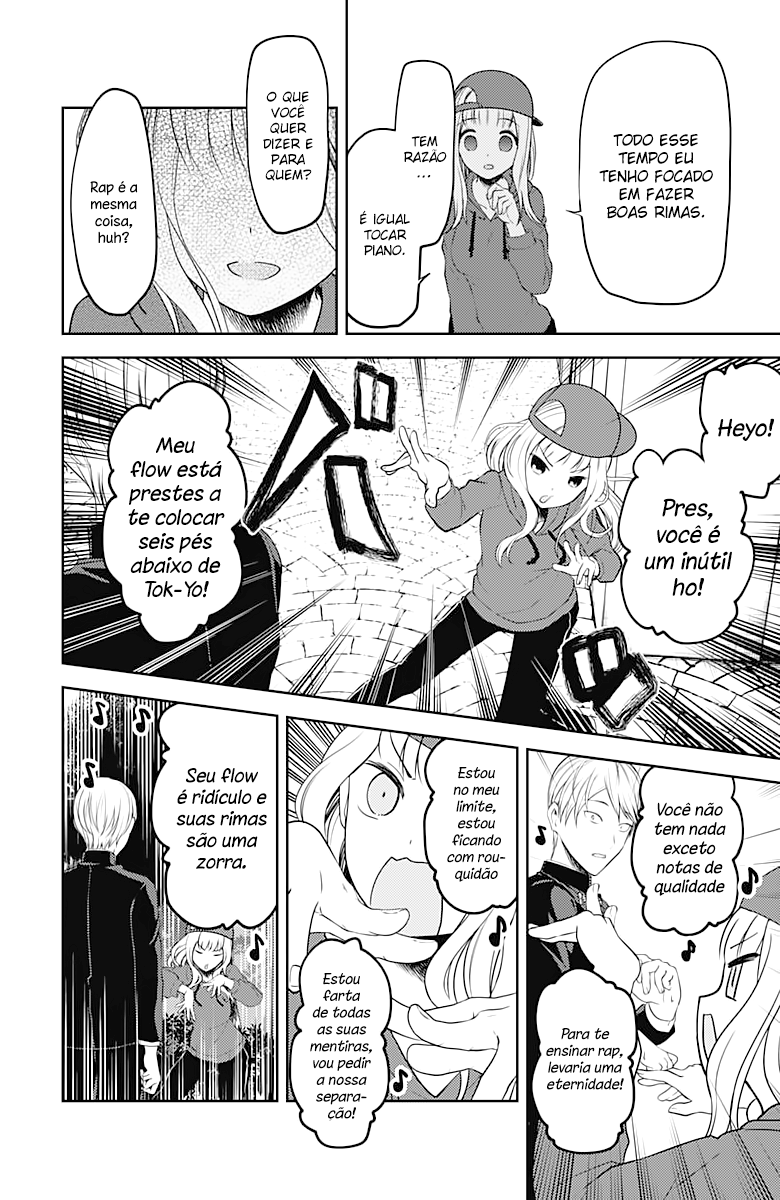 TODO ESSE
TEMPO EU
TENHO FOCADO
EM FAZER
BOAS RIMAS.
TEM
RAZÃO
...
É IGUAL
TOCAR
PIANO.
O QUE
VOCÊ
QUER
DIZER E
PARA
QUEM?
Rap é a
mesma
coisa,
huh?
Heyo!
Pres,
você é
um inútil
ho!
Meu
flow está
prestes a
te colocar
seis pés
abaixo de
Tok-Yo!
Você não
tem nada
exceto
notas de
qualidade
Para te
ensinar rap,
levaria uma
eternidade!
Estou
no meu
limite,
estou
ficando
com rou-
quidão
Estou
farta
de todas
as suas
mentiras,
vou pedir
a nossa
separa-
ção!
Seu flow
é ridículo e
suas rimas
são uma
zorra.